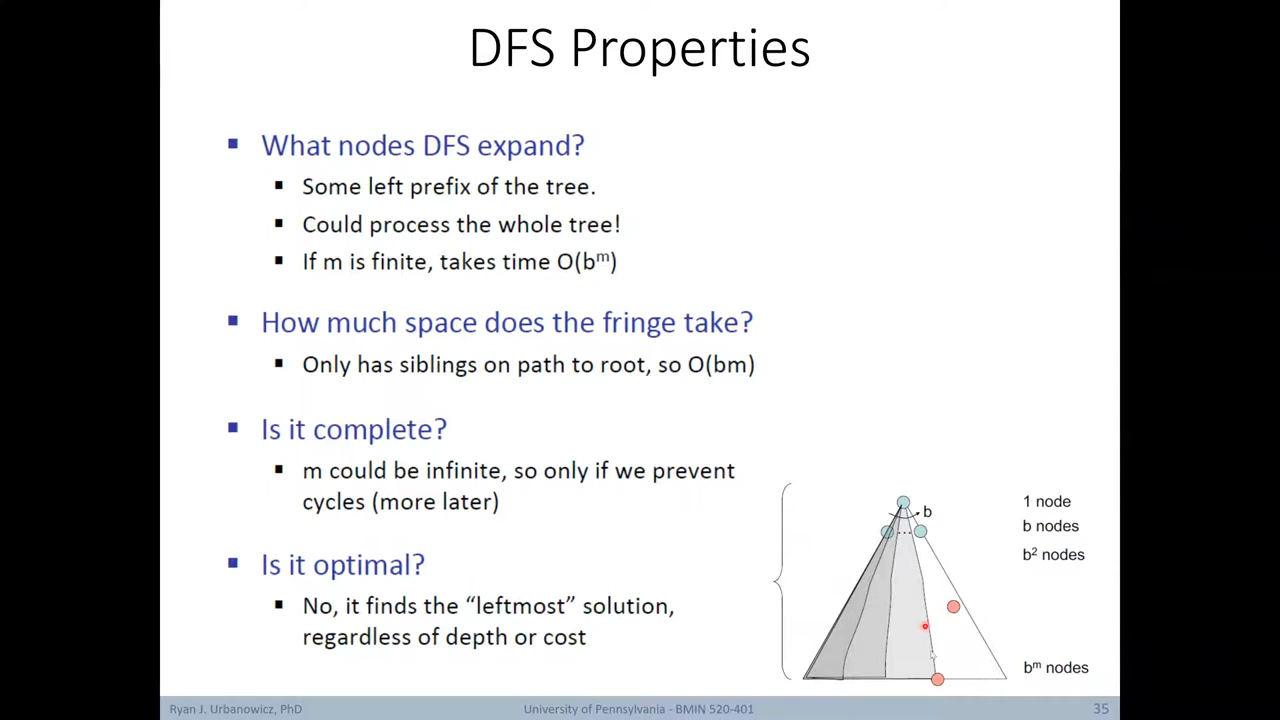 DFS Properties
▪ What nodes DFS expand?
▪ Some left prefix of the tree.
▪ Could process the whole tree!
▪ If m is finite, takes time O(bᵐ)
▪ How much space does the fringe take?
▪ Only has siblings on path to root, so O(bm)
▪ Is it complete?
▪ m could be infinite, so only if we prevent
cycles (more later)
▪ Is it optimal?
▪ No, it finds the “leftmost” solution,
regardless of depth or cost
b
...
1 node
b nodes
b² nodes
bᵐ nodes
Ryan J. Urbanowicz, PhD
University of Pennsylvania - BMIN 520-401
35